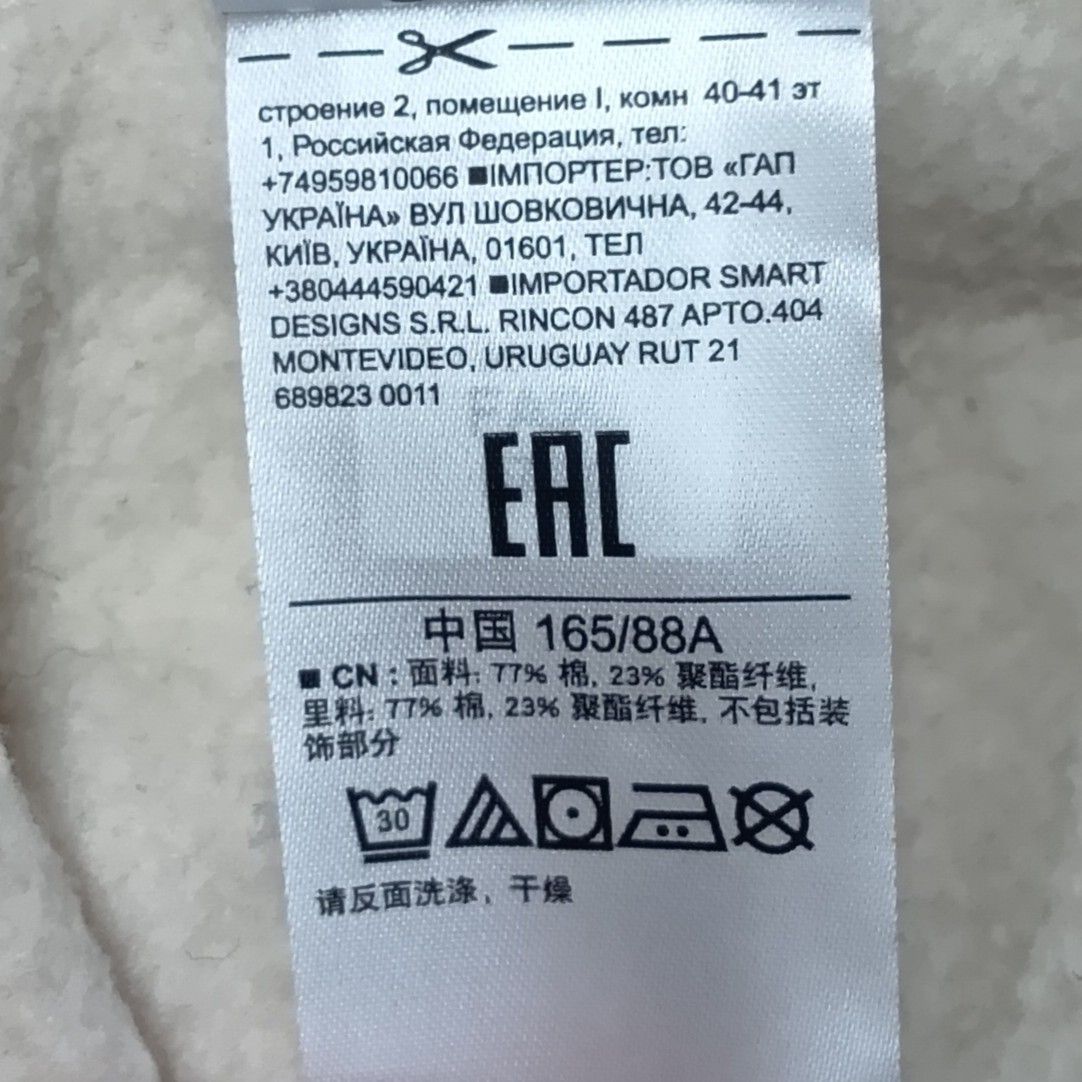 строение 2, помещение I, комн 40-41 эт
1, Российская Федерация, тел:
+74959810066 ■ІМПОРТЕР:ТОВ «ГАП
УКРАЇНА» ВУЛ ШОВКОВИЧНА, 42-44,
КИЇВ, УКРАЇНА, 01601, ТЕЛ
+380444590421 ■IMPORTADOR SMART
DESIGNS S.R.L. RINCON 487 APTO.404
MONTEVIDEO, URUGUAY RUT 21
689823 0011
EAC
中国 165/88A
■ CN : 面料: 77% 棉, 23% 聚酯纤维,
里料: 77% 棉, 23% 聚酯纤维, 不包括装
饰部分
30
请反面洗涤、干燥